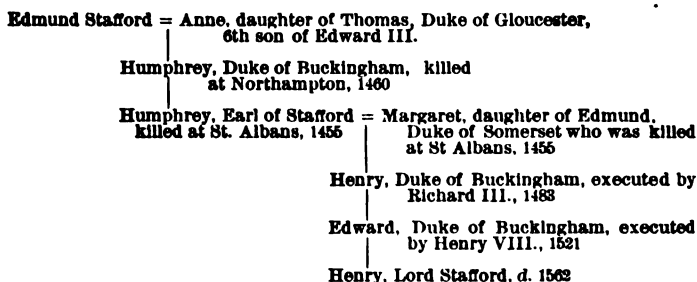 Edmund Stafford = Anne, daughter of Thomas, Duke of Gloucester,
6th son of Edward III.
Humphrey, Duke of Buckingham, killed
at Northampton, 1460
Humphrey, Earl of Stafford = Margaret, daughter of Edmund,
killed at St. Albans, 1455 Duke of Somerset who was killed
at St Albans, 1455
Henry, Duke of Buckingham, executed by
Richard III., 1483
Edward, Duke of Buckingham, executed
by Henry VIII., 1521
Henry, Lord Stafford, d. 1562